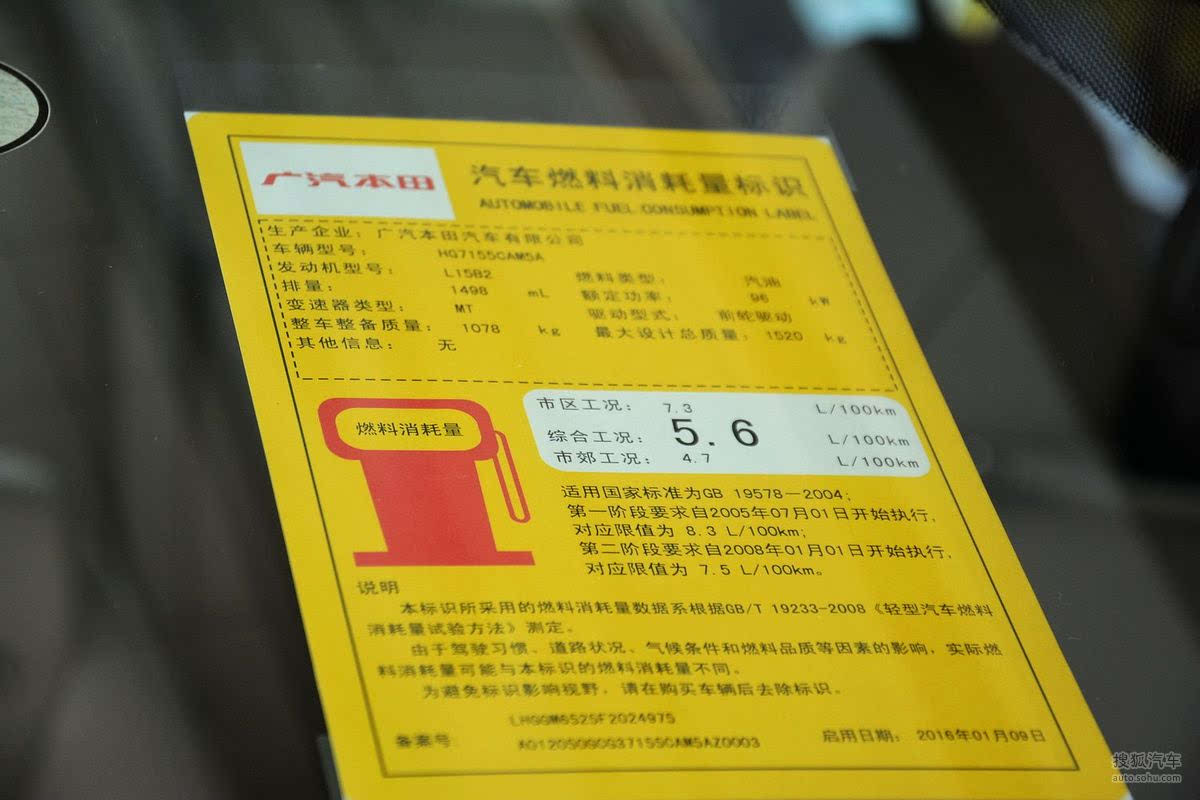 广汽本田
汽车燃料消耗量标识
AUTOMOBILE FUEL CONSUMPTION LABEL
生产企业：广汽本田汽车有限公司
车辆型号： HG7155CAM5A
发动机型号： L15B2 燃料类型： 汽油
排量： 1498 mL 额定功率： 96 kW
变速器类型： MT 驱动型式： 前轮驱动
整车整备质量： 1078 kg 最大设计总质量： 1520 kg
其他信息： 无
燃料消耗量
市区工况： 7.3 L/100km
综合工况： 5.6 L/100km
市郊工况： 4.7 L/100km
适用国家标准为GB 19578－2004；
第一阶段要求自2005年07月01日开始执行，
对应限值为 8.3 L/100km；
第二阶段要求自2008年01月01日开始执行，
对应限值为 7.5 L/100km。
说明
本标识所采用的燃料消耗量数据系根据GB/T 19233-2008《轻型汽车燃料
消耗量试验方法》测定。
由于驾驶习惯、道路状况、气候条件和燃料品质等因素的影响，实际燃
料消耗量可能与本标识的燃料消耗量不同。
为避免标识影响视野，请在购买车辆后去除标识。
LHGGM6525F2024975
备案号： 启用日期： 2016年01月09日
搜狐汽车
auto.sohu.com